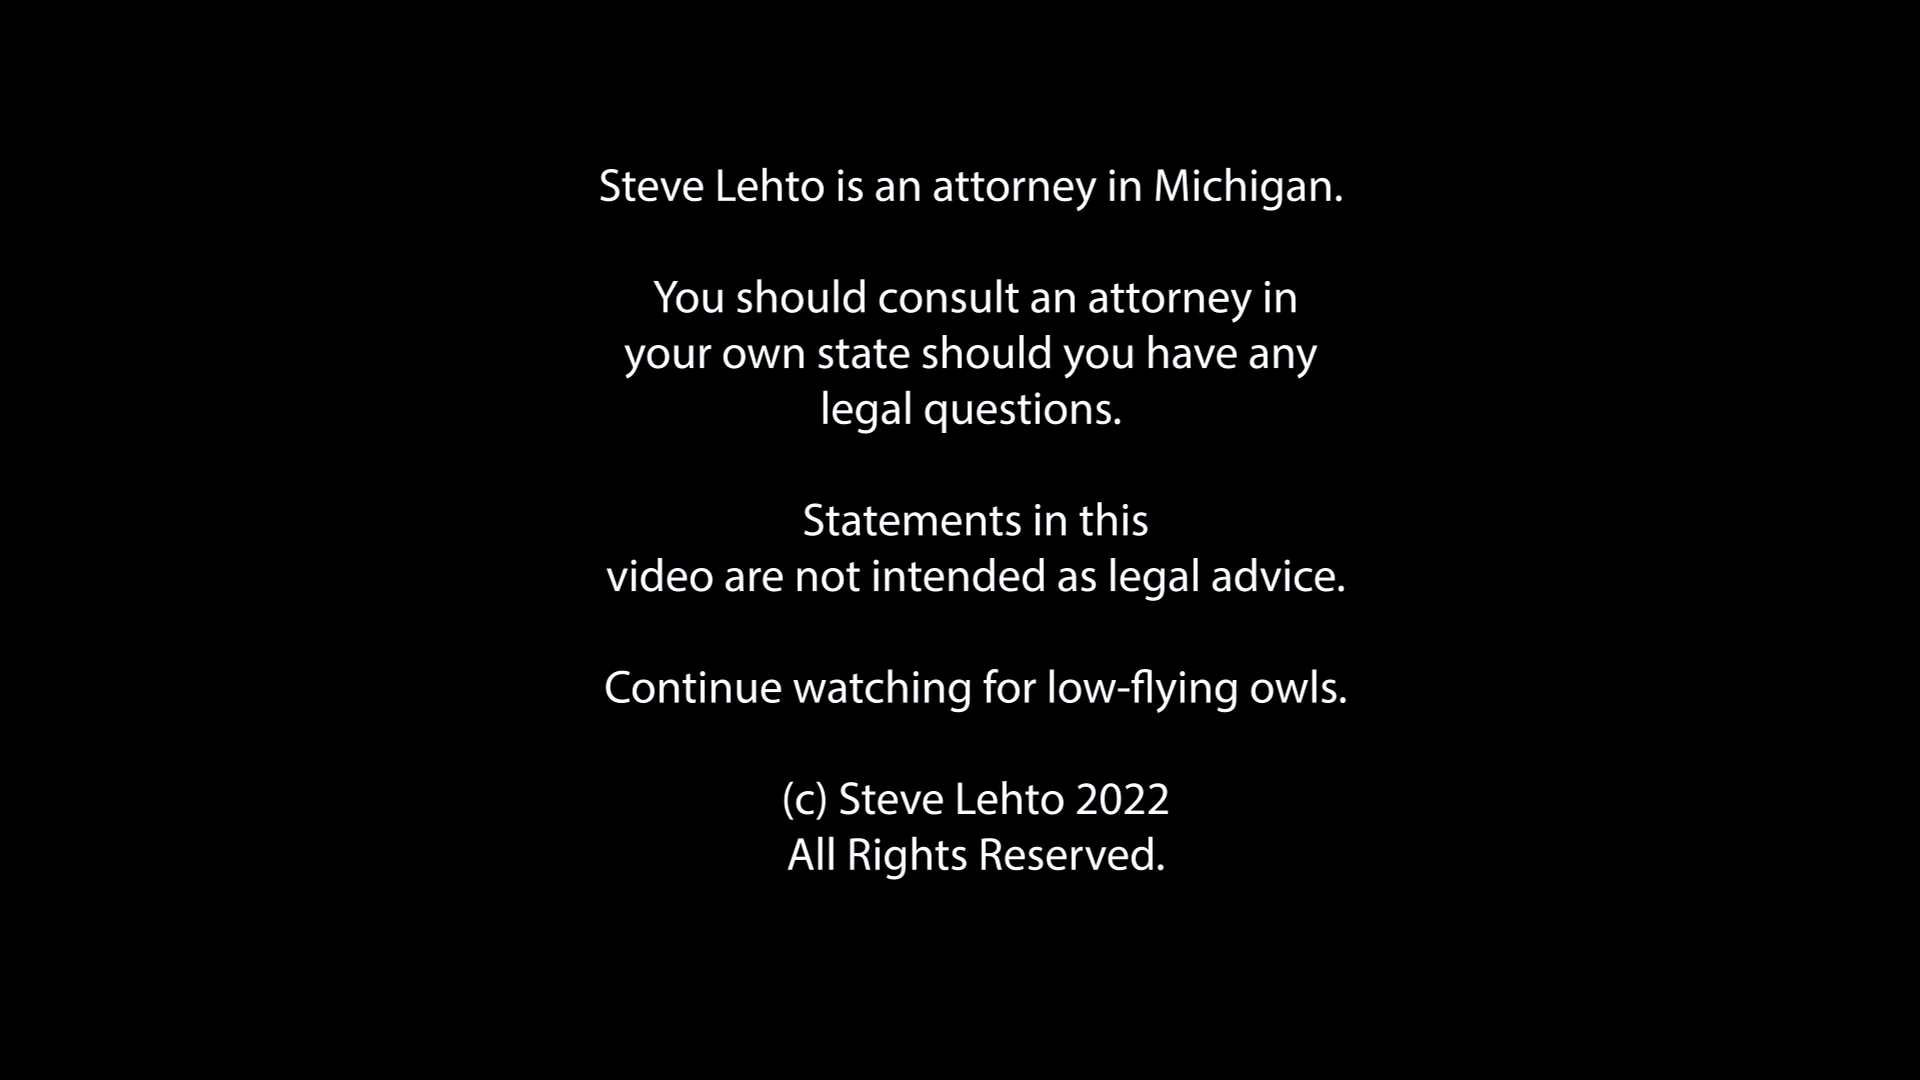 Steve Lehto is an attorney in Michigan.
You should consult an attorney in
your own state should you have any
legal questions.
Statements in this
video are not intended as legal advice.
Continue watching for low-flying owls.
(c) Steve Lehto 2022
All Rights Reserved.